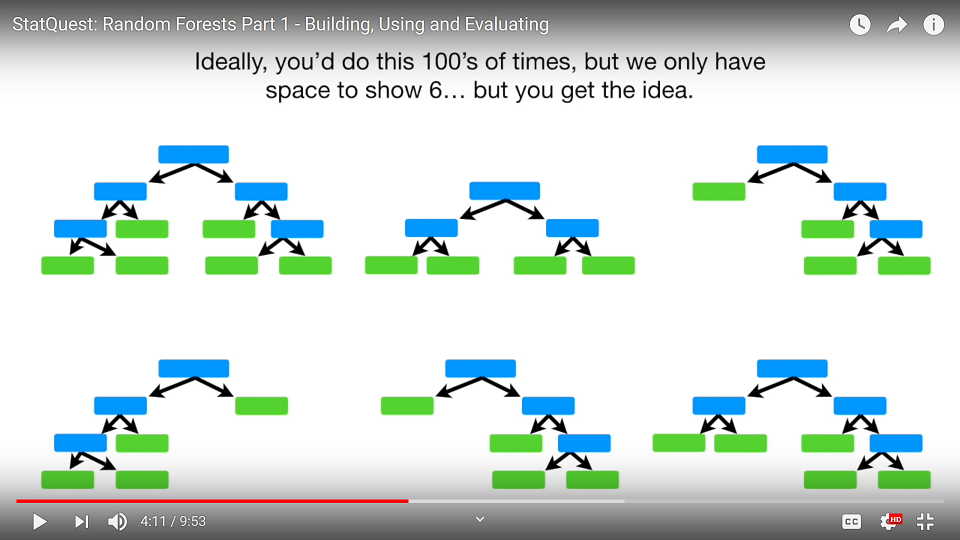 StatQuest: Random Forests Part 1 - Building, Using and Evaluating
Ideally, you’d do this 100’s of times, but we only have
space to show 6… but you get the idea.
4:11 / 9:53
CC
HD